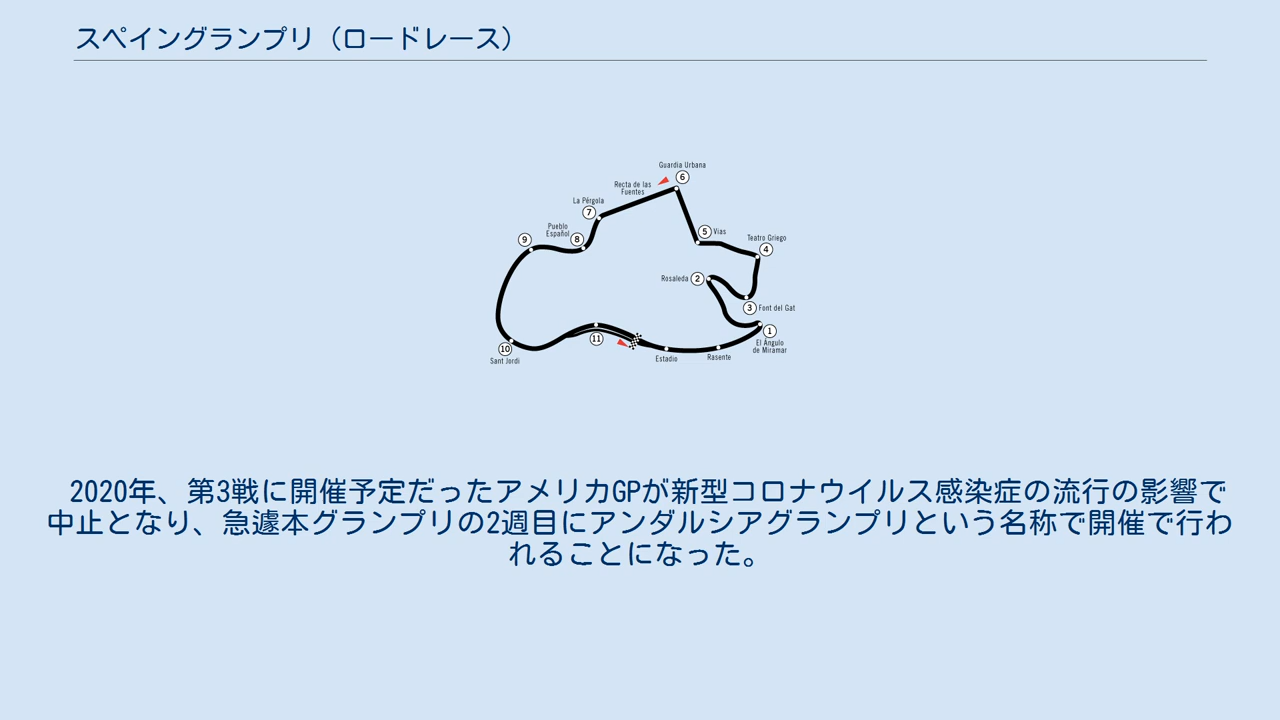 スペイングランプリ（ロードレース）
Guardia Urbana
6
Recta de las
Fuentes
La Pérgola
7
Pueblo
Español
8
9
5 Vias
Teatro Griego
4
Rosaleda 2
3 Font del Gat
1
El Ángulo
de Miramar
11
10
Sant Jordi
Estadio
Rasente
2020年、第3戦に開催予定だったアメリカGPが新型コロナウイルス感染症の流行の影響で
中止となり、急遽本グランプリの2週目にアンダルシアグランプリという名称で開催で行わ
れることになった。